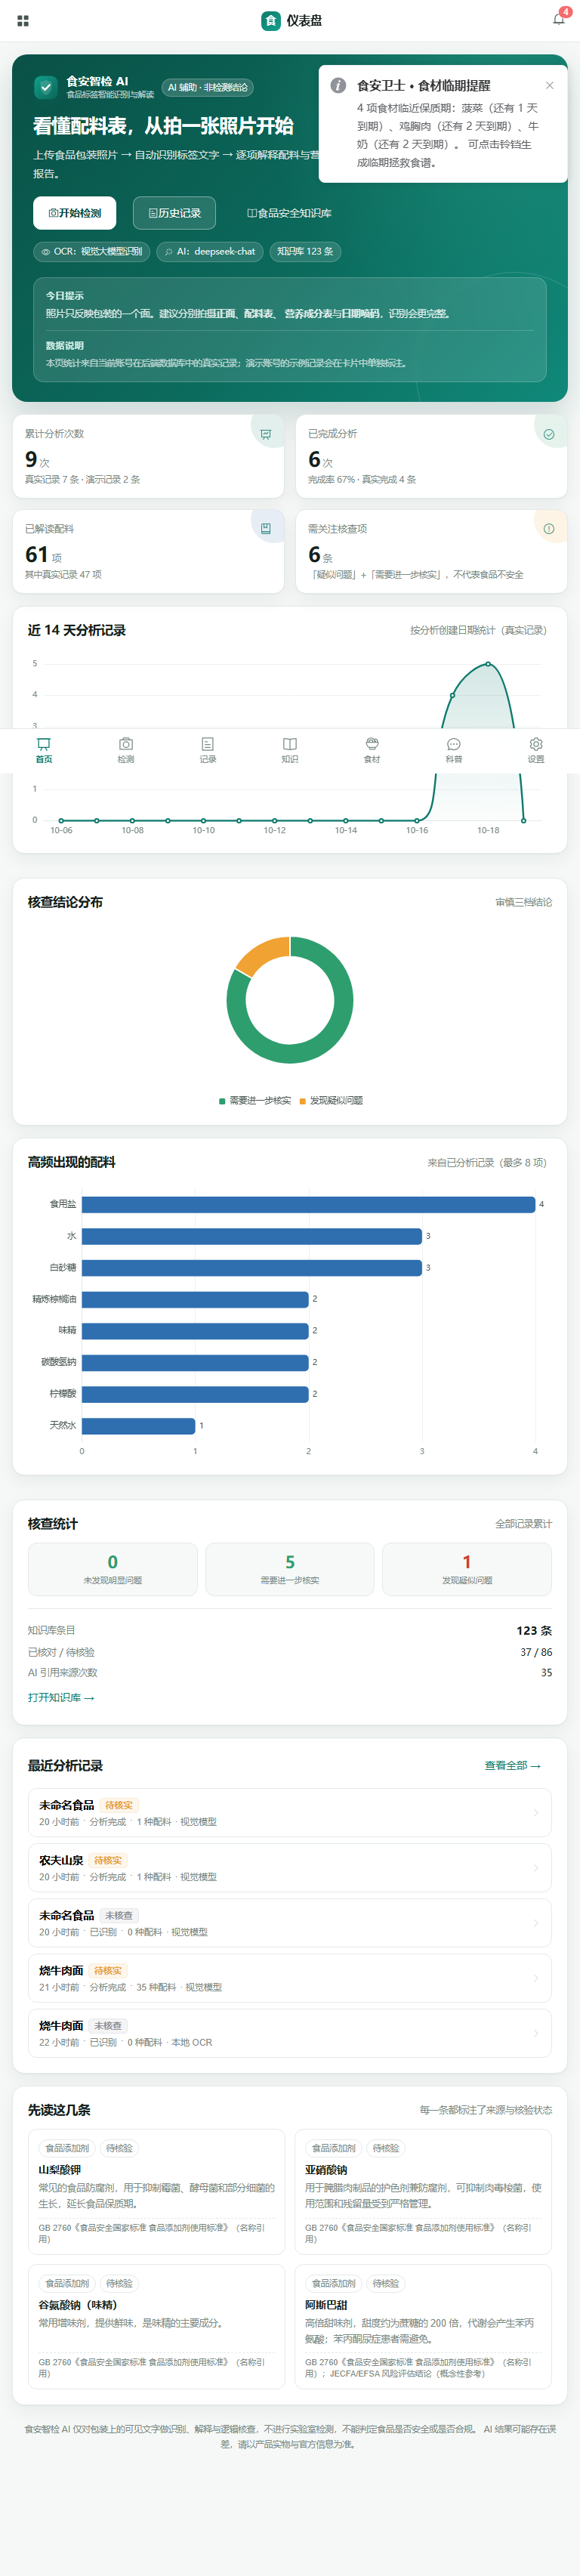 食 仪表盘
4
食安智检 AI
食品标签智能识别与解读
AI 辅助 · 非检测结论
食安卫士 • 食材临期提醒
4 项食材临近保质期：菠菜（还有 1 天
到期）、鸡胸肉（还有 2 天到期）、牛
奶（还有 2 天到期）。 可点击铃铛生
成临期拯救食谱。
看懂配料表，从拍一张照片开始
上传食品包装照片 → 自动识别标签文字 → 逐项解释配料与营
报告。
开始检测
历史记录
食品安全知识库
OCR：视觉大模型识别
AI：deepseek-chat
知识库 123 条
今日提示
照片只反映包装的一个面。建议分别拍摄正面、配料表、 营养成分表与日期喷码，识别会更完整。
数据说明
本页统计来自当前账号在后端数据库中的真实记录；演示账号的示例记录会在卡片中单独标注。
累计分析次数
9 次
真实记录 7 条 · 演示记录 2 条
已完成分析
6 次
完成率 67% · 真实完成 4 条
已解读配料
61 项
其中真实记录 47 项
需关注核查项
6 条
「疑似问题」+「需要进一步核实」，不代表食品不安全
近 14 天分析记录
按分析创建日期统计（真实记录）
5
4
3
首页
检测
记录
知识
食材
科普
设置
1
0
10-06
10-08
10-10
10-12
10-14
10-16
10-18
核查结论分布
审慎三档结论
需要进一步核实
发现疑似问题
高频出现的配料
来自已分析记录（最多 8 项）
食用盐
4
水
3
白砂糖
3
精炼棕榈油
2
味精
2
碳酸氢钠
2
柠檬酸
2
天然水
1
0
1
2
3
4
核查统计
全部记录累计
0
未发现明显问题
5
需要进一步核实
1
发现疑似问题
知识库条目
123 条
已核对 / 待核验
37 / 86
AI 引用来源次数
35
打开知识库 →
最近分析记录
查看全部 →
未命名食品 待核实
20 小时前 · 分析完成 · 1 种配料 · 视觉模型
农夫山泉 待核实
20 小时前 · 分析完成 · 1 种配料 · 视觉模型
未命名食品 未核查
20 小时前 · 已识别 · 0 种配料 · 视觉模型
烧牛肉面 待核实
21 小时前 · 分析完成 · 35 种配料 · 视觉模型
烧牛肉面 未核查
22 小时前 · 已识别 · 0 种配料 · 本地 OCR
先读这几条
每一条都标注了来源与核验状态
食品添加剂 待核验
山梨酸钾
常见的食品防腐剂，用于抑制霉菌、酵母菌和部分细菌的
生长，延长食品保质期。
GB 2760《食品安全国家标准 食品添加剂使用标准》（名称引
用）
食品添加剂 待核验
亚硝酸钠
用于腌腊肉制品的护色剂兼防腐剂，可抑制肉毒梭菌，使
用范围和残留量受到严格管理。
GB 2760《食品安全国家标准 食品添加剂使用标准》（名称引
用）
食品添加剂 待核验
谷氨酸钠（味精）
常用增味剂，提供鲜味，是味精的主要成分。
GB 2760《食品安全国家标准 食品添加剂使用标准》（名称引
用）
食品添加剂 待核验
阿斯巴甜
高倍甜味剂，甜度约为蔗糖的 200 倍，代谢会产生苯丙
氨酸；苯丙酮尿症患者需避免。
GB 2760《食品安全国家标准 食品添加剂使用标准》（名称引
用）；JECFA/EFSA 风险评估结论（概念性参考）
食安智检 AI 仅对包装上的可见文字做识别、解释与逻辑核查，不进行实验室检测，不能判定食品是否安全或是否合规。 AI 结果可能存在误
差，请以产品实物与官方信息为准。